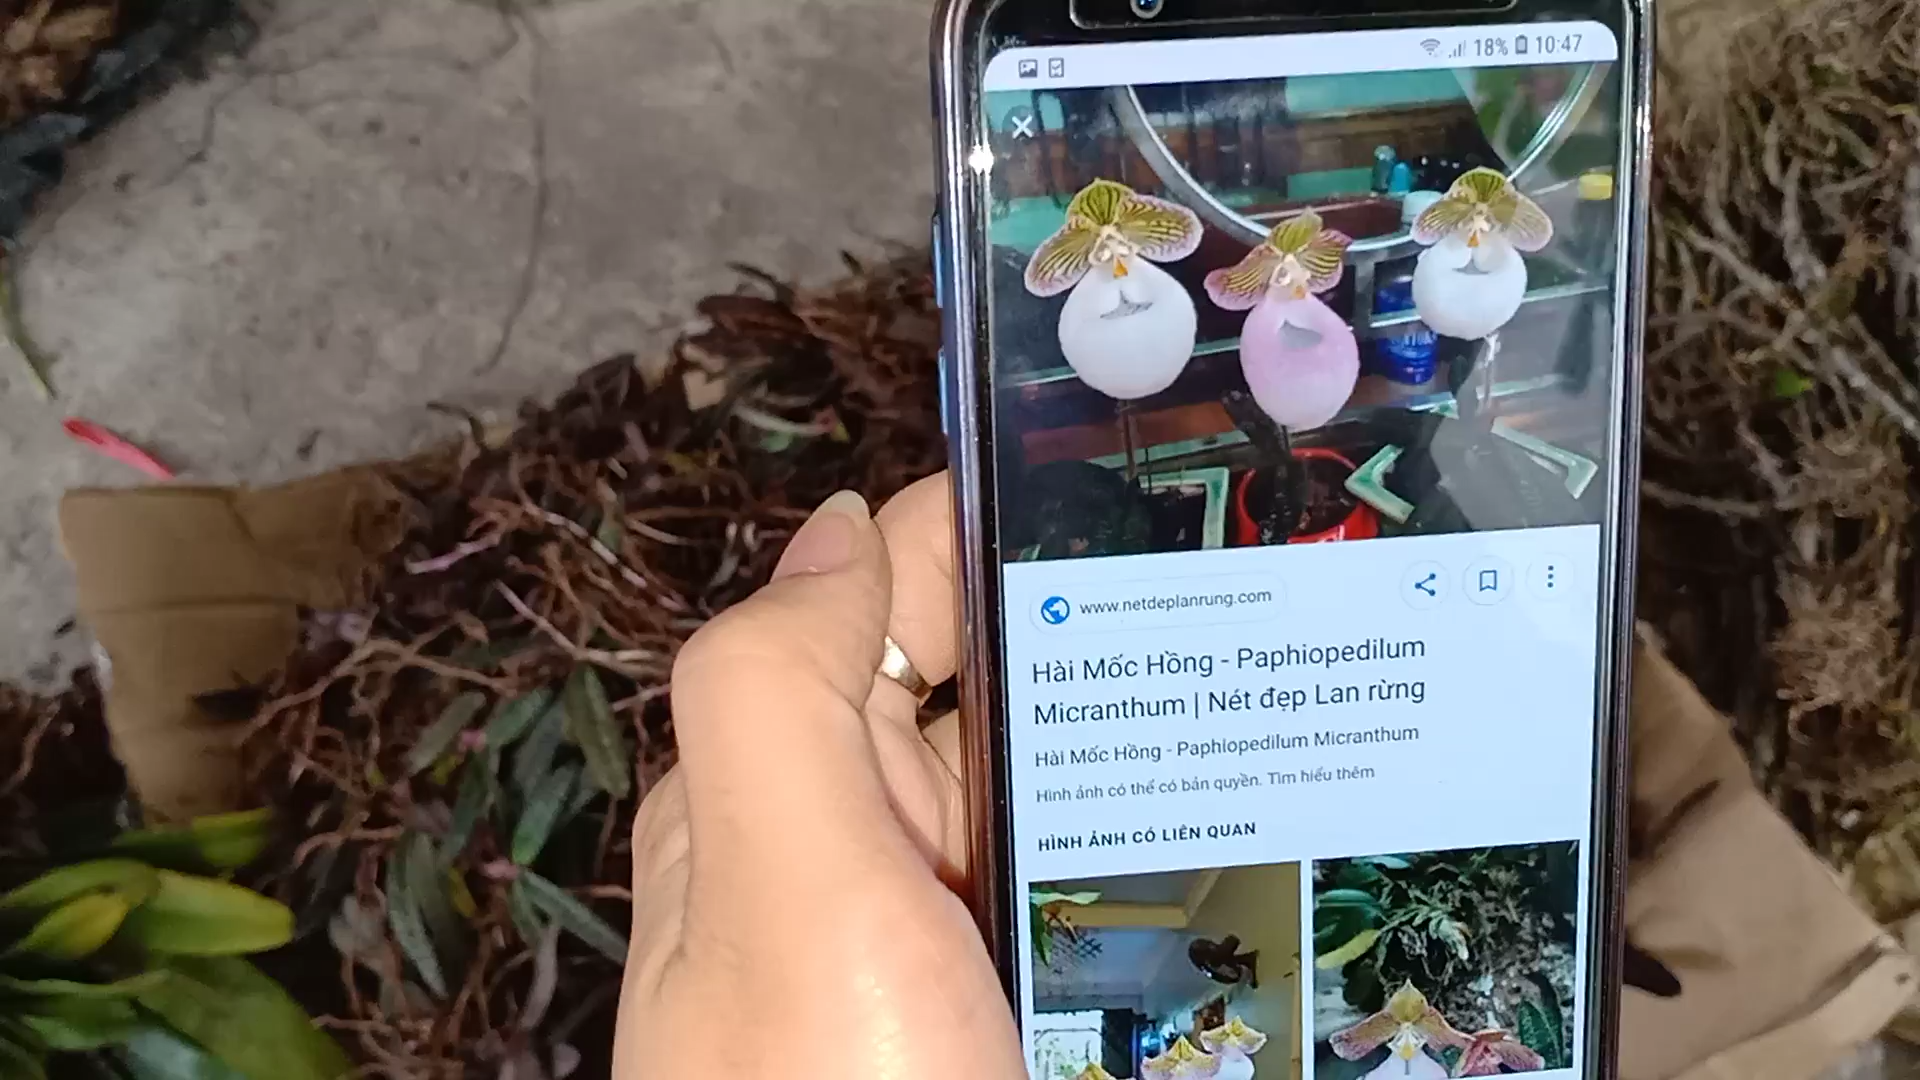 18% 10:47
www.netdeplanrung.com
Hài Mốc Hồng - Paphiopedilum
Micranthum | Nét đẹp Lan rừng
Hài Mốc Hồng - Paphiopedilum Micranthum
Hình ảnh có thể có bản quyền. Tìm hiểu thêm
HÌNH ẢNH CÓ LIÊN QUAN